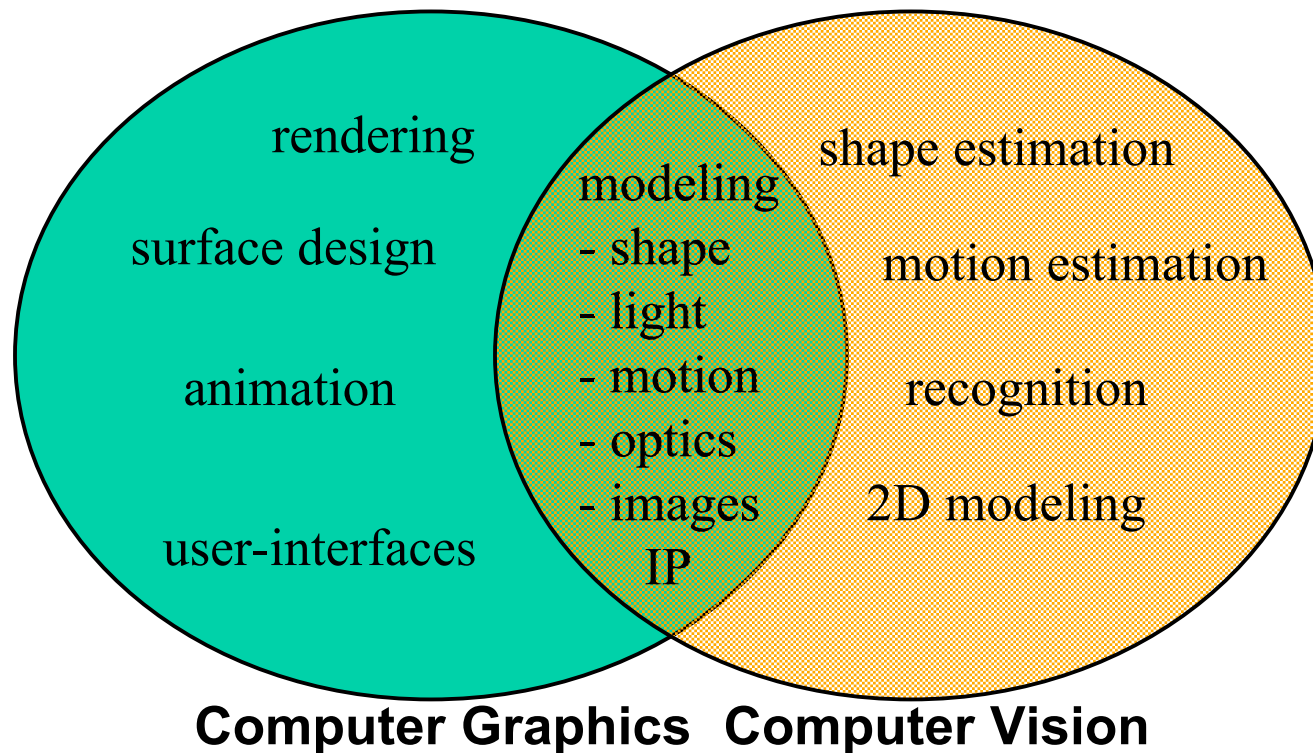 rendering
surface design
animation
user-interfaces
modeling
- shape
- light
- motion
- optics
- images
IP
shape estimation
motion estimation
recognition
2D modeling
Computer Graphics
Computer Vision